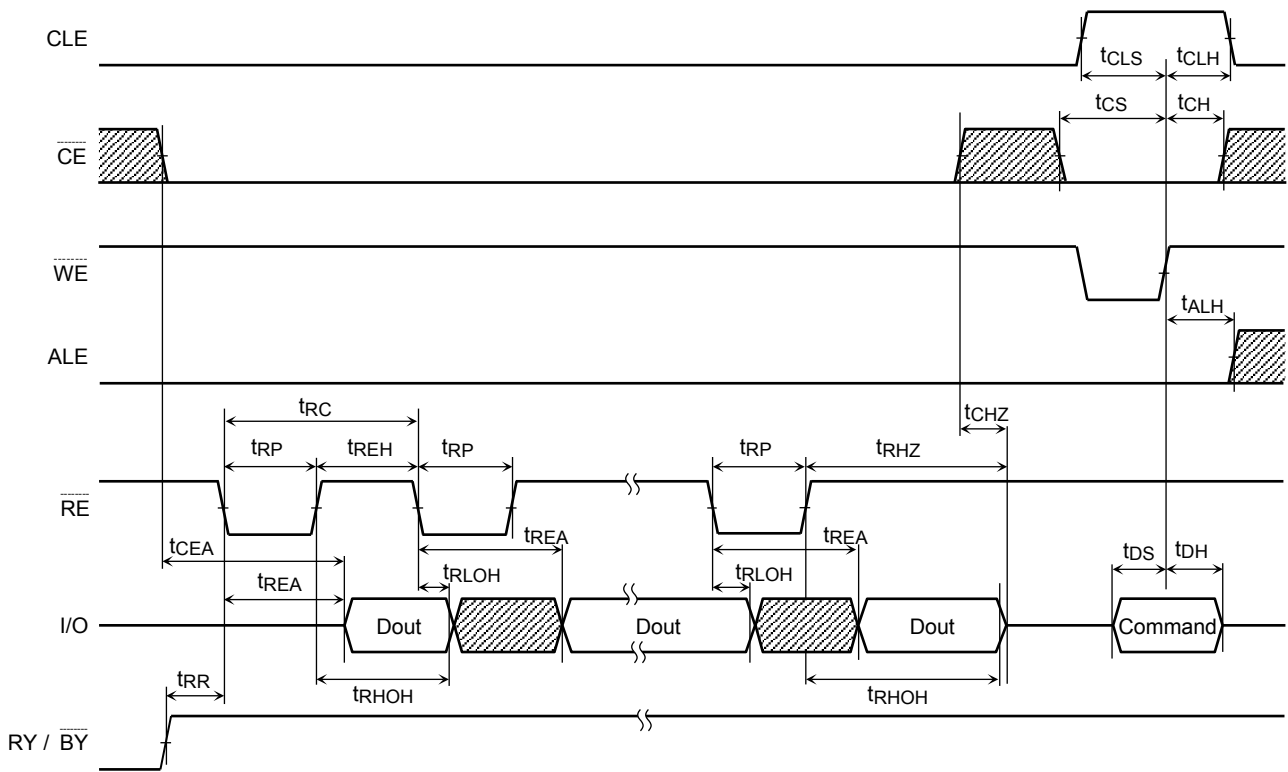 CLE
tCLS
tCLH
tCS
tCH
CE
WE
tALH
ALE
tRC
tCHZ
tRP
tREH
tRP
tRP
tRHZ
RE
tCEA
tREA
tREA
tDS
tDH
tREA
tRLOH
tRLOH
I/O
Dout
Dout
Dout
Command
tRR
tRHOH
tRHOH
RY / BY